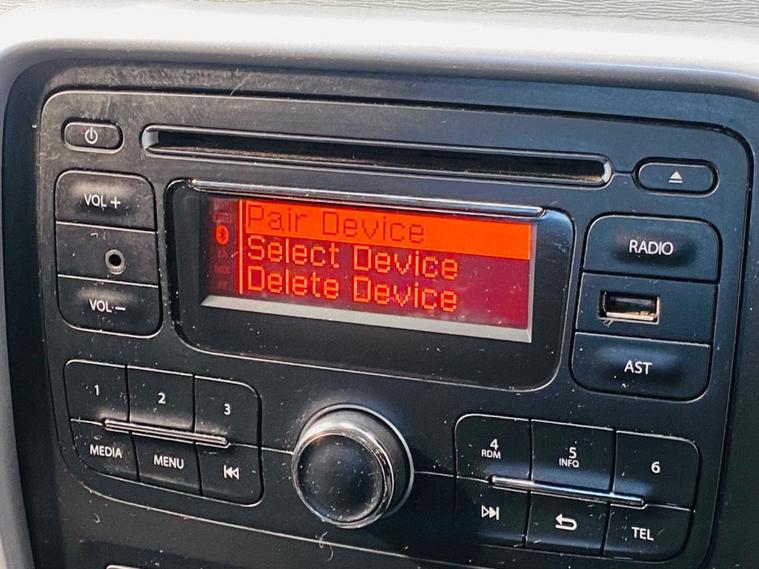 VOL +
VOL −
Pair Device
Select Device
Delete Device
RADIO
AST
1
2
3
MEDIA
MENU
4
RDM
5
INFO
6
TEL